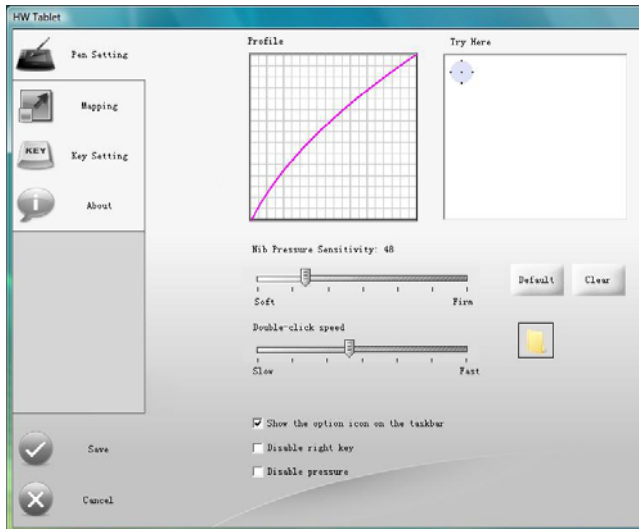 HW Tablet
Pen Setting
Mapping
KEY
Key Setting
About
Save
Cancel
Profile
Try Here
Nib Pressure Sensitivity: 48
Soft Firm
Default Clear
Double-click speed
Slow Fast
Show the option icon on the taskbar
Disable right key
Disable pressure